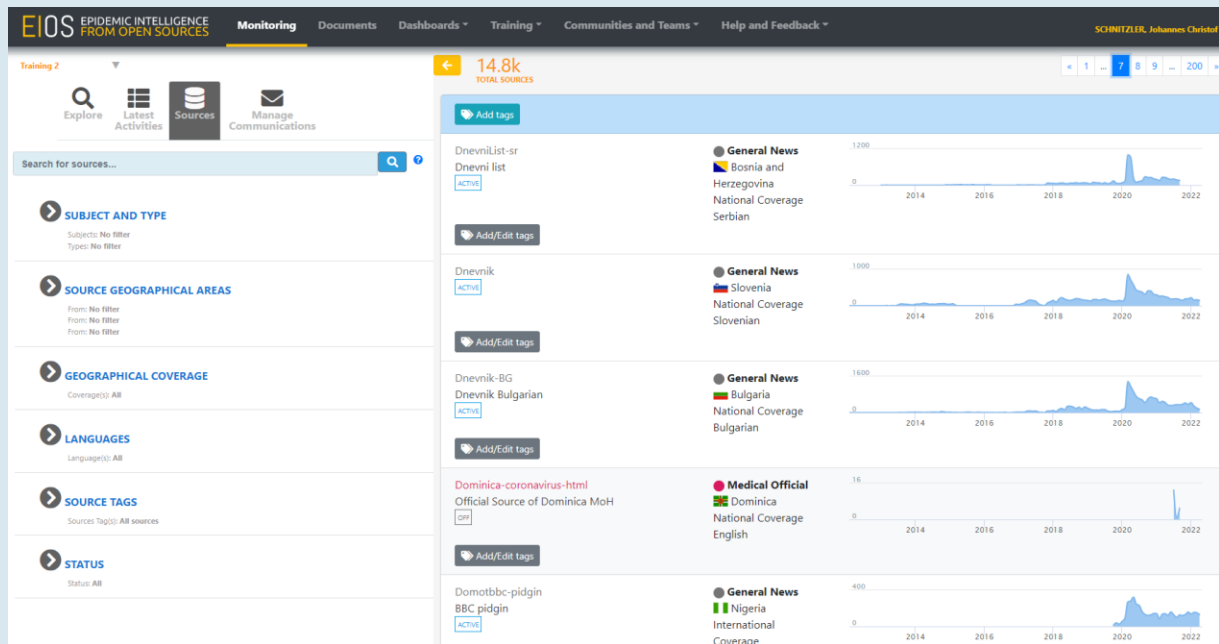 EIOS EPIDEMIC INTELLIGENCE FROM OPEN SOURCES
Monitoring Documents Dashboards Training Communities and Teams Help and Feedback SCHNITZLER, Johannes Christof
Training 2
14.8k
TOTAL SOURCES
« 1 ... 7 8 9 ... 200 »
Explore
Latest Activities
Sources
Manage Communications
Search for sources...
SUBJECT AND TYPE
Subjects: No filter
Types: No filter
SOURCE GEOGRAPHICAL AREAS
From: No filter
From: No filter
From: No filter
GEOGRAPHICAL COVERAGE
Coverage(s): All
LANGUAGES
Language(s): All
SOURCE TAGS
Sources Tag(s): All sources
STATUS
Status: All
Add tags
DnevniList-sr
Dnevni list
ACTIVE
Add/Edit tags
General News
Bosnia and
Herzegovina
National Coverage
Serbian
1200
0
2014 2016 2018 2020 2022
Dnevnik
ACTIVE
Add/Edit tags
General News
Slovenia
National Coverage
Slovenian
1000
0
2014 2016 2018 2020 2022
Dnevnik-BG
Dnevnik Bulgarian
ACTIVE
Add/Edit tags
General News
Bulgaria
National Coverage
Bulgarian
1600
0
2014 2016 2018 2020 2022
Dominica-coronavirus-html
Official Source of Dominica MoH
OFF
Add/Edit tags
Medical Official
Dominica
National Coverage
English
16
0
2014 2016 2018 2020 2022
Domotbbc-pidgin
BBC pidgin
ACTIVE
General News
Nigeria
International
Coverage
400
0
2014 2016 2018 2020 2022